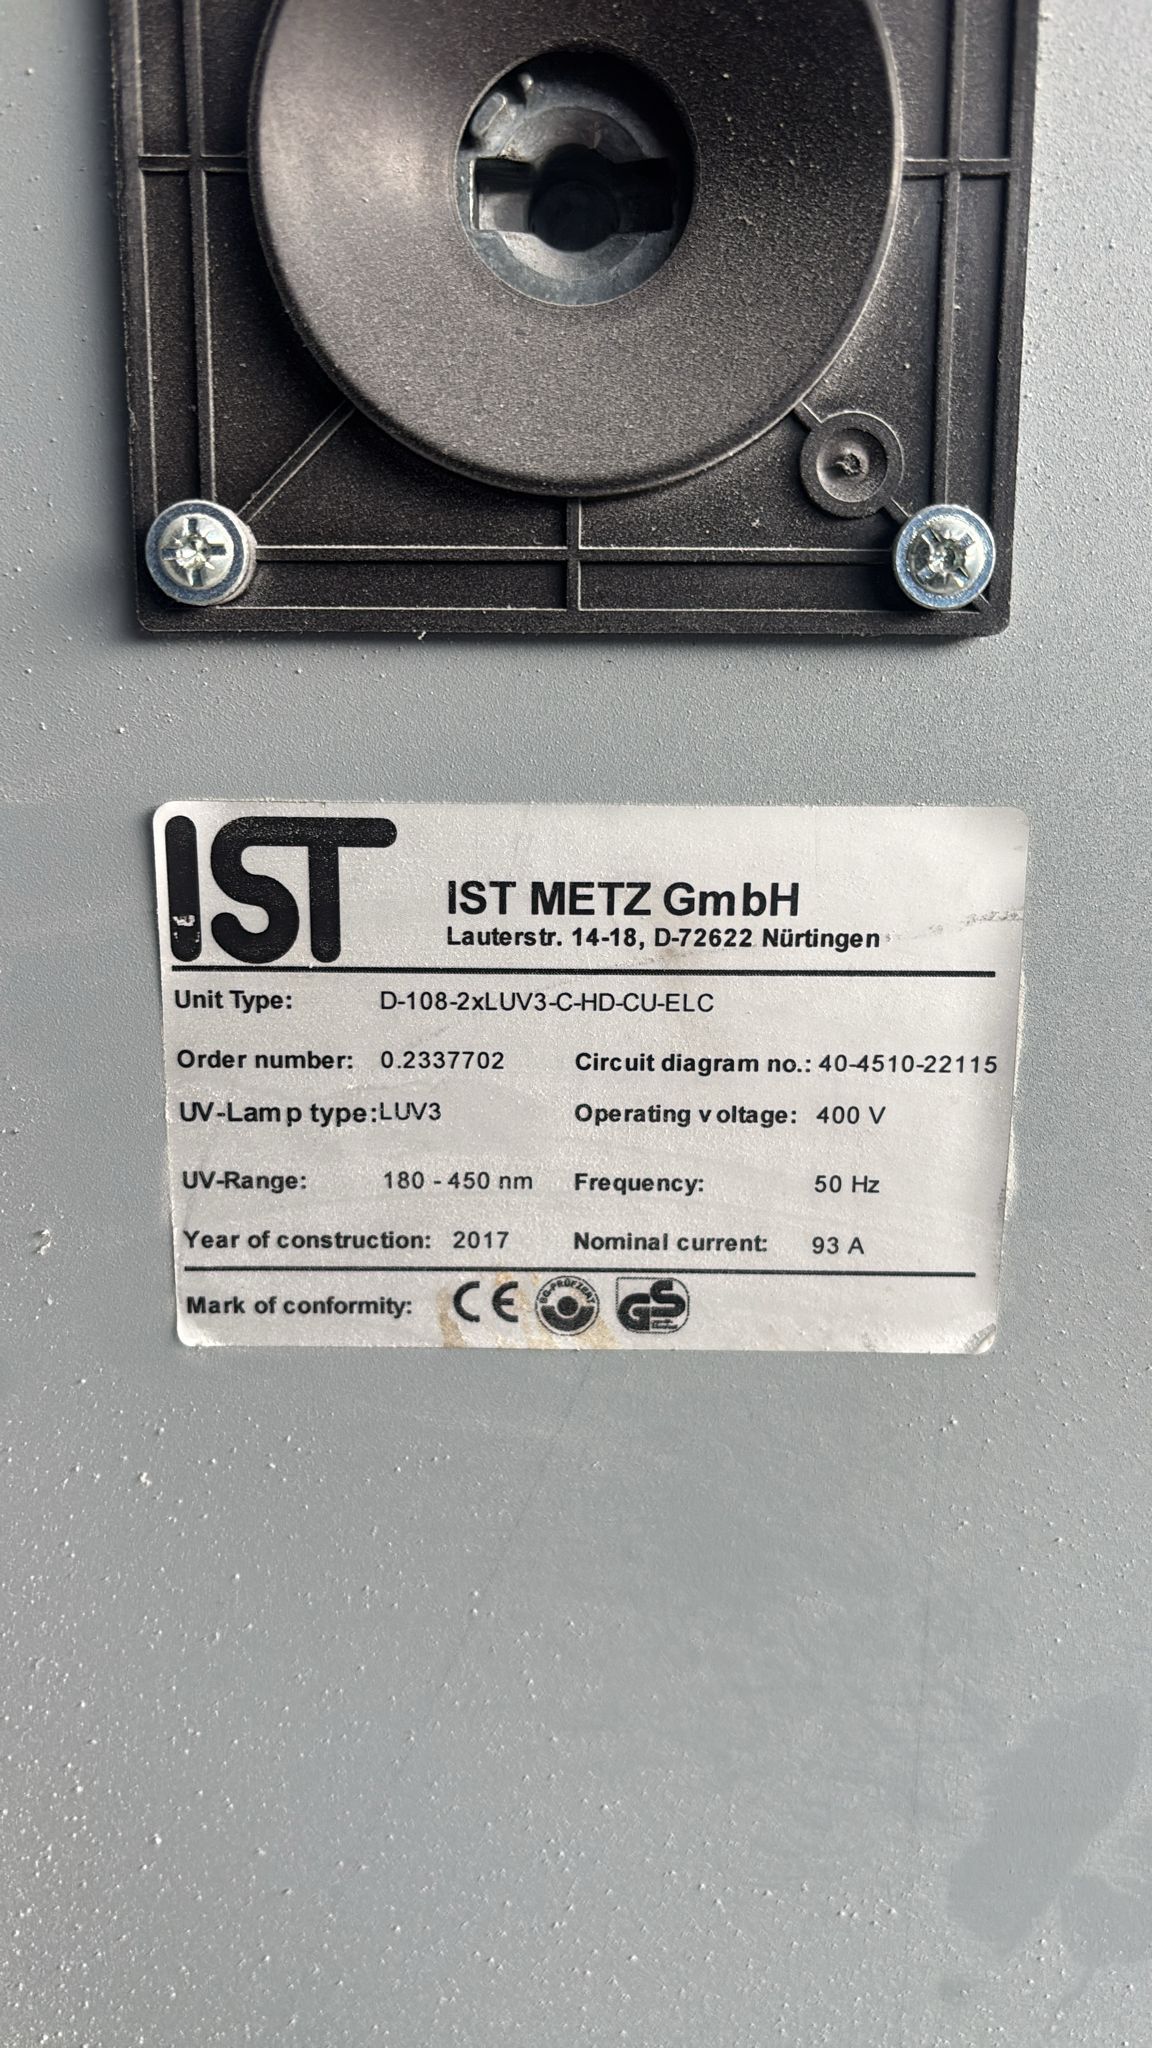 IST
IST METZ GmbH
Lauterstr. 14-18, D-72622 Nürtingen
Unit Type: D-108-2xLUV3-C-HD-CU-ELC
Order number: 0.2337702 Circuit diagram no.: 40-4510-22115
UV-Lamp type: LUV3 Operating voltage: 400 V
UV-Range: 180 - 450 nm Frequency: 50 Hz
Year of construction: 2017 Nominal current: 93 A
Mark of conformity: CE BG-PRÜFZERT GS